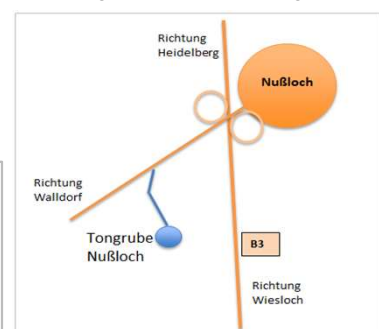 Richtung
Heidelberg
Nußloch
Richtung
Walldorf
Tongrube
Nußloch
B3
Richtung
Wiesloch